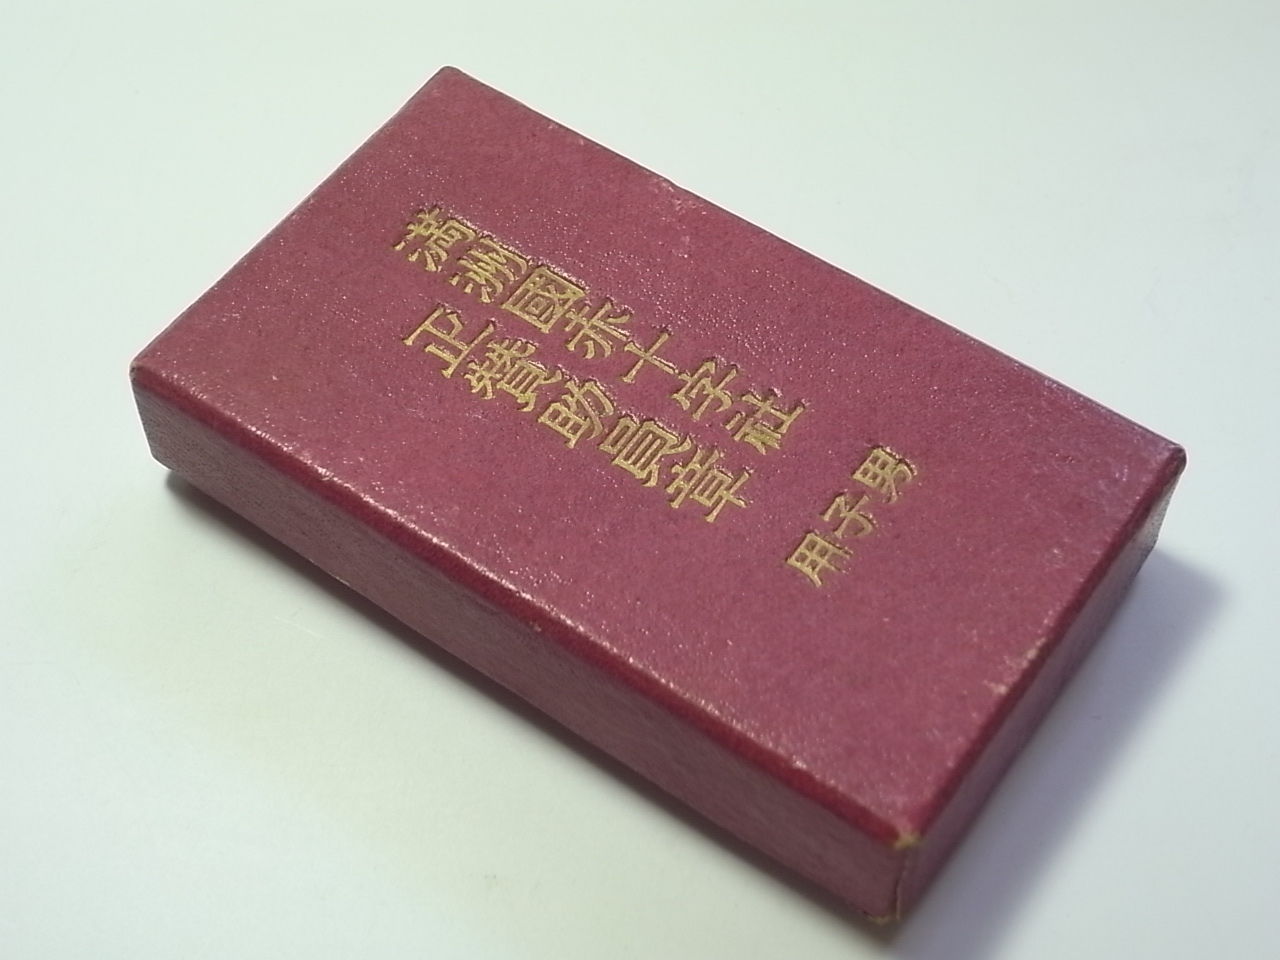 滿洲國赤十字社
正贊助員章
用子男